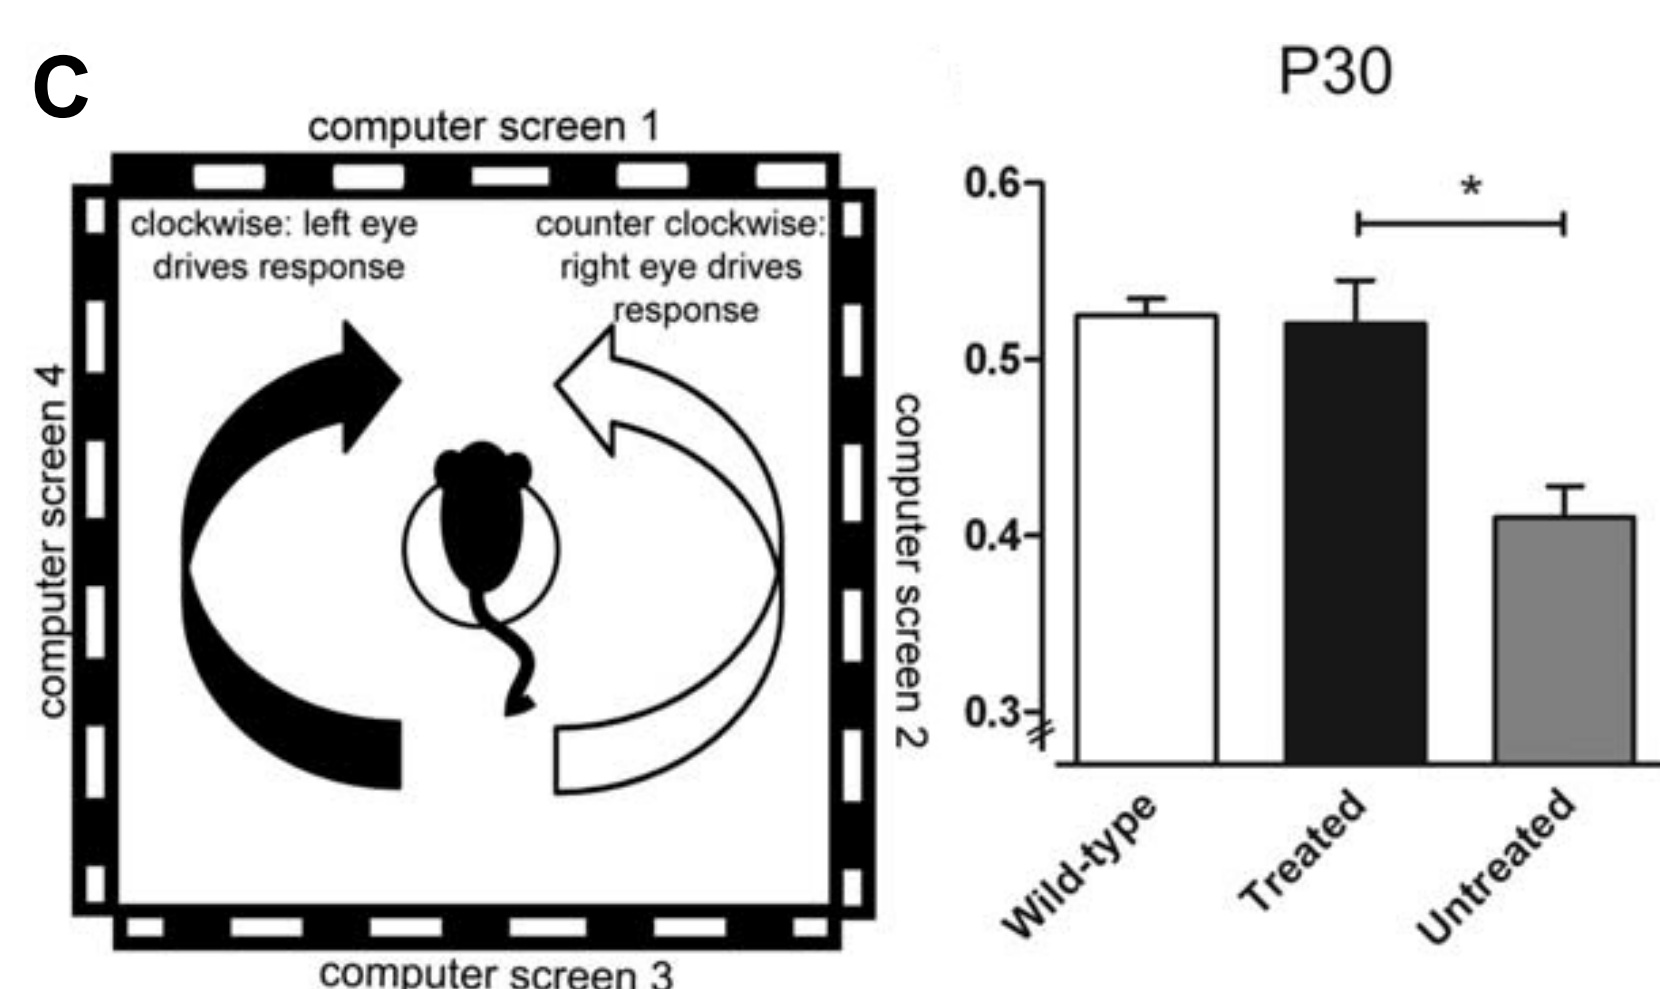 C
computer screen 1
clockwise: left eye
drives response
counter clockwise:
right eye drives
response
computer screen 4
computer screen 2
computer screen 3
P30
0.6
0.5
0.4
0.3
*
Wild-type
Treated
Untreated